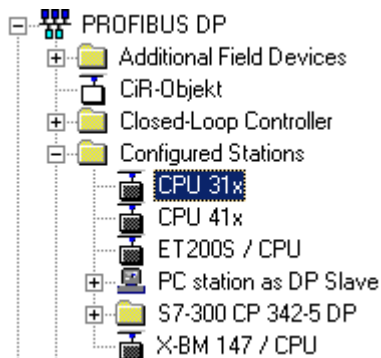 PROFIBUS DP
Additional Field Devices
CiR-Objekt
Closed-Loop Controller
Configured Stations
CPU 31x
CPU 41x
ET200S / CPU
PC station as DP Slave
S7-300 CP 342-5 DP
X-BM 147 / CPU